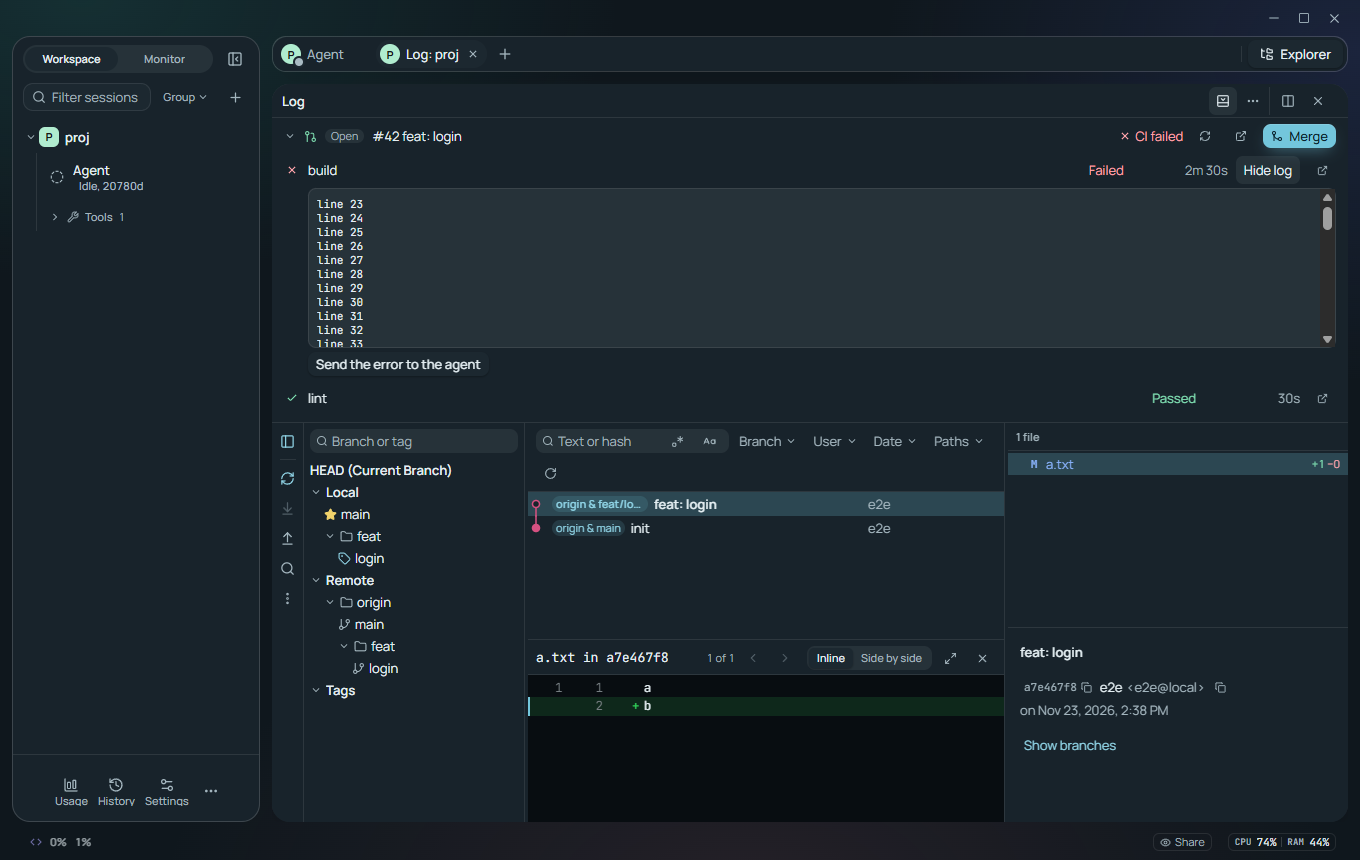 Workspace
Monitor
Filter sessions
Group
P proj
Agent
Idle, 20780d
Tools 1
Usage
History
Settings
P Agent
P Log: proj
Explorer
Log
Open #42 feat: login
CI failed
Merge
build
Failed
2m 30s
Hide log
line 23
line 24
line 25
line 26
line 27
line 28
line 29
line 30
line 31
line 32
line 33
Send the error to the agent
lint
Passed
30s
Branch or tag
HEAD (Current Branch)
Local
main
feat
login
Remote
origin
main
feat
login
Tags
Text or hash
.*
Aa
Branch
User
Date
Paths
origin & feat/lo... feat: login e2e
origin & main init e2e
a.txt in a7e467f8
1 of 1
Inline
Side by side
1 1 a
2 + b
1 file
M a.txt +1 −0
feat: login
a7e467f8 e2e <e2e@local>
on Nov 23, 2026, 2:38 PM
Show branches
0% 1%
Share
CPU 74% RAM 44%